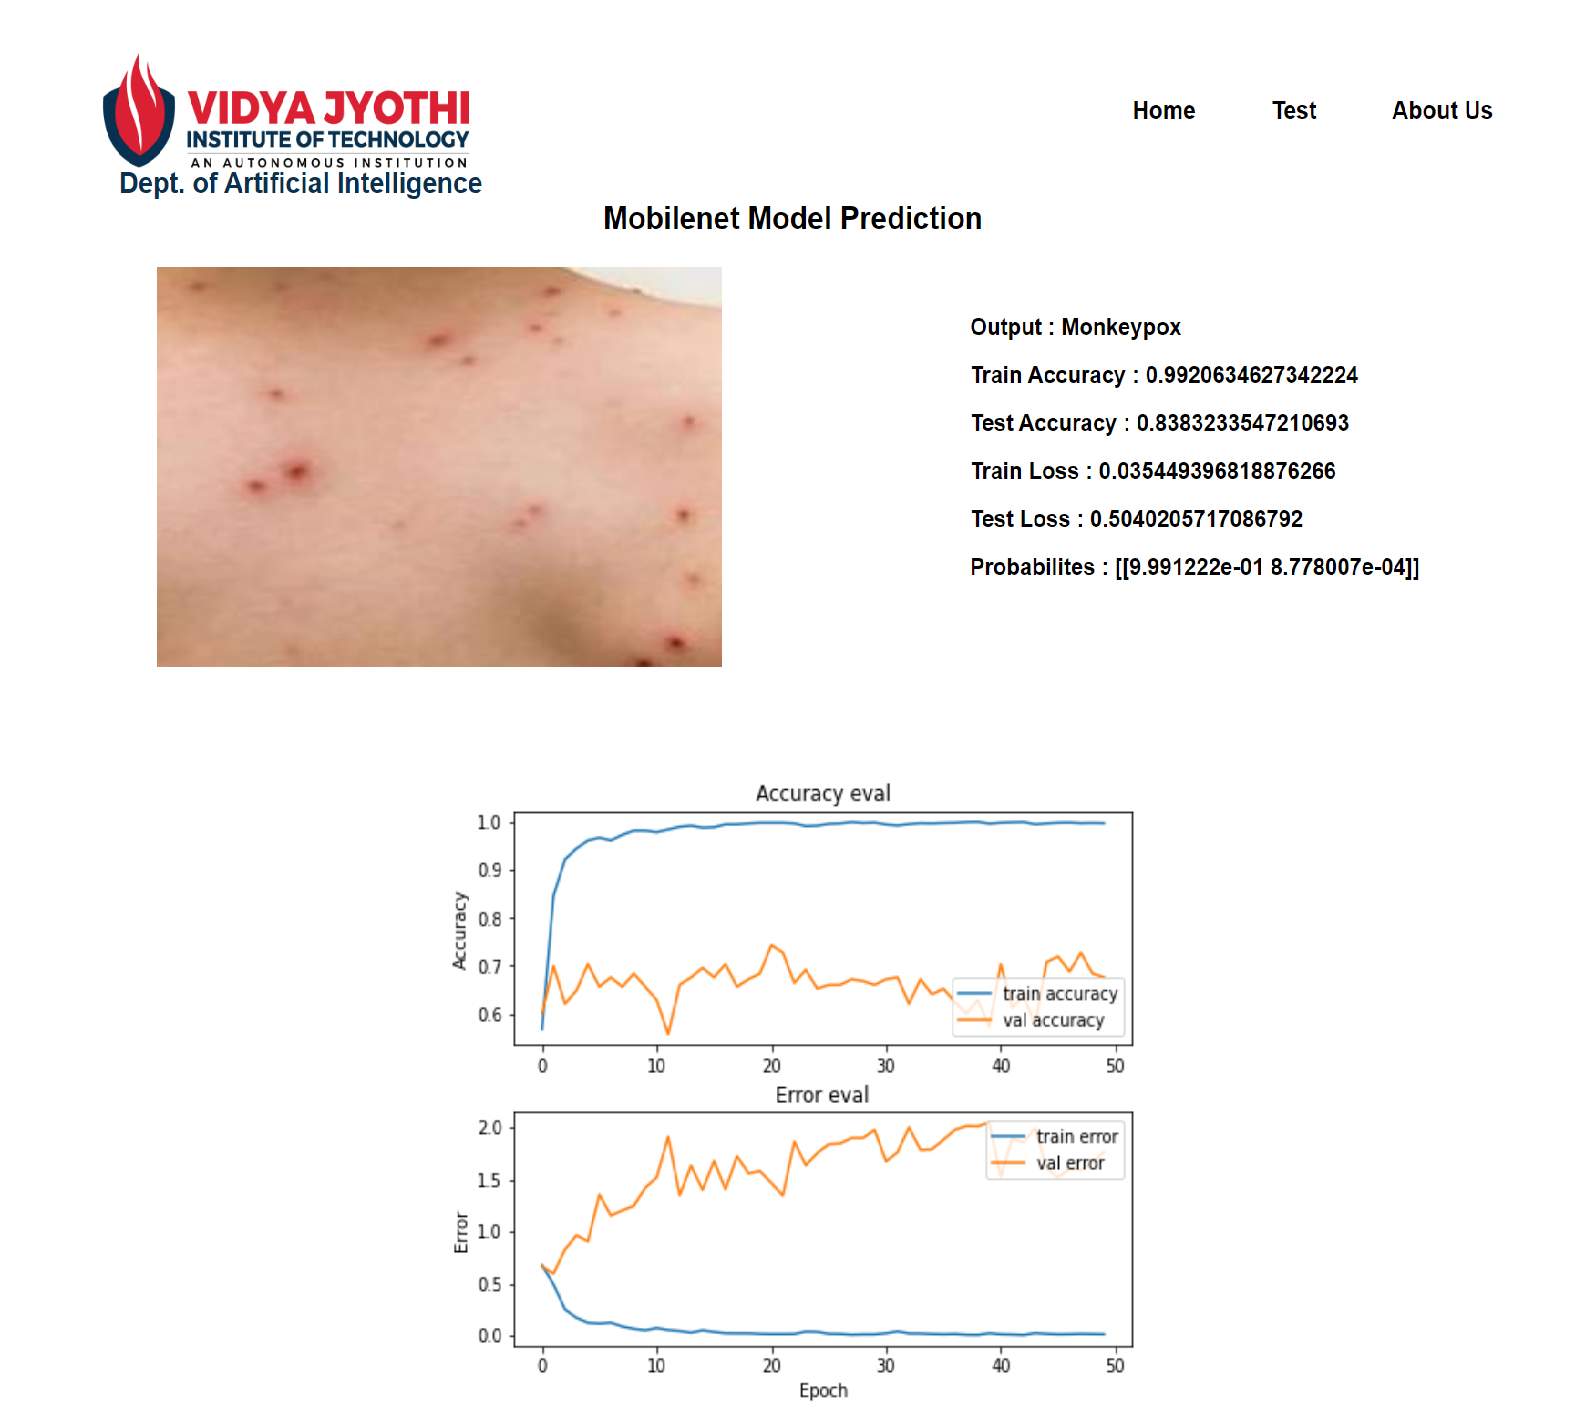 VIDYA JYOTHI
INSTITUTE OF TECHNOLOGY
AN AUTONOMOUS INSTITUTION
Dept. of Artificial Intelligence
Home Test About Us
Mobilenet Model Prediction
Output : Monkeypox
Train Accuracy : 0.9920634627342224
Test Accuracy : 0.8383233547210693
Train Loss : 0.035449396818876266
Test Loss : 0.5040205717086792
Probabilites : [[9.991222e-01 8.778007e-04]]
Accuracy eval
Accuracy
1.0
0.9
0.8
0.7
0.6
train accuracy
val accuracy
0 10 20 30 40 50
Error eval
Error
2.0
1.5
1.0
0.5
0.0
train error
val error
0 10 20 30 40 50
Epoch